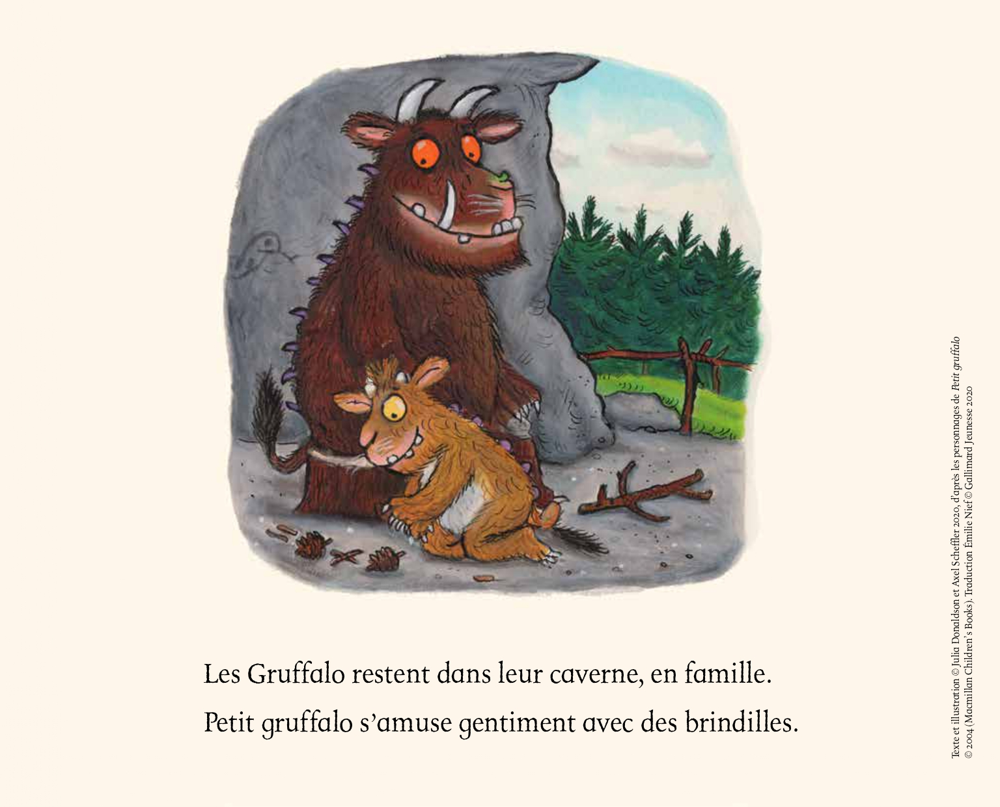 Les Gruffalo restent dans leur caverne, en famille.
Petit gruffalo s’amuse gentiment avec des brindilles.
Texte et illustration © Julia Donaldson et Axel Scheffler 2020, d’après les personnages de Petit gruffalo
© 2004 (Macmillan Children’s Books). Traduction Émilie Nief © Gallimard Jeunesse 2020